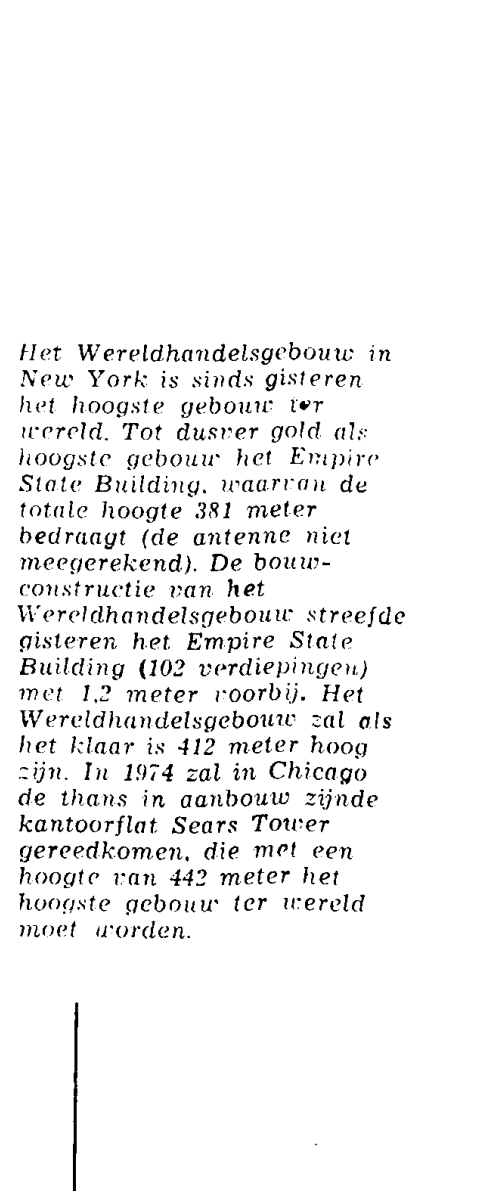 Het Wereldhandelsgebouw in
New York is sinds gisteren
het hoogste gebouw ter
wereld. Tot dusver gold als
hoogste gebouw het Empire
State Building, waarvan de
totale hoogte 381 meter
bedraagt (de antenne niet
meegerekend). De bouw-
constructie van het
Wereldhandelsgebouw streefde
gisteren het Empire State
Building (102 verdiepingen)
met 1,2 meter voorbij. Het
Wereldhandelsgebouw zal als
het klaar is 412 meter hoog
zijn. In 1974 zal in Chicago
de thans in aanbouw zijnde
kantoorflat Sears Tower
gereedkomen, die met een
hoogte van 442 meter het
hoogste gebouw ter wereld
moet worden.